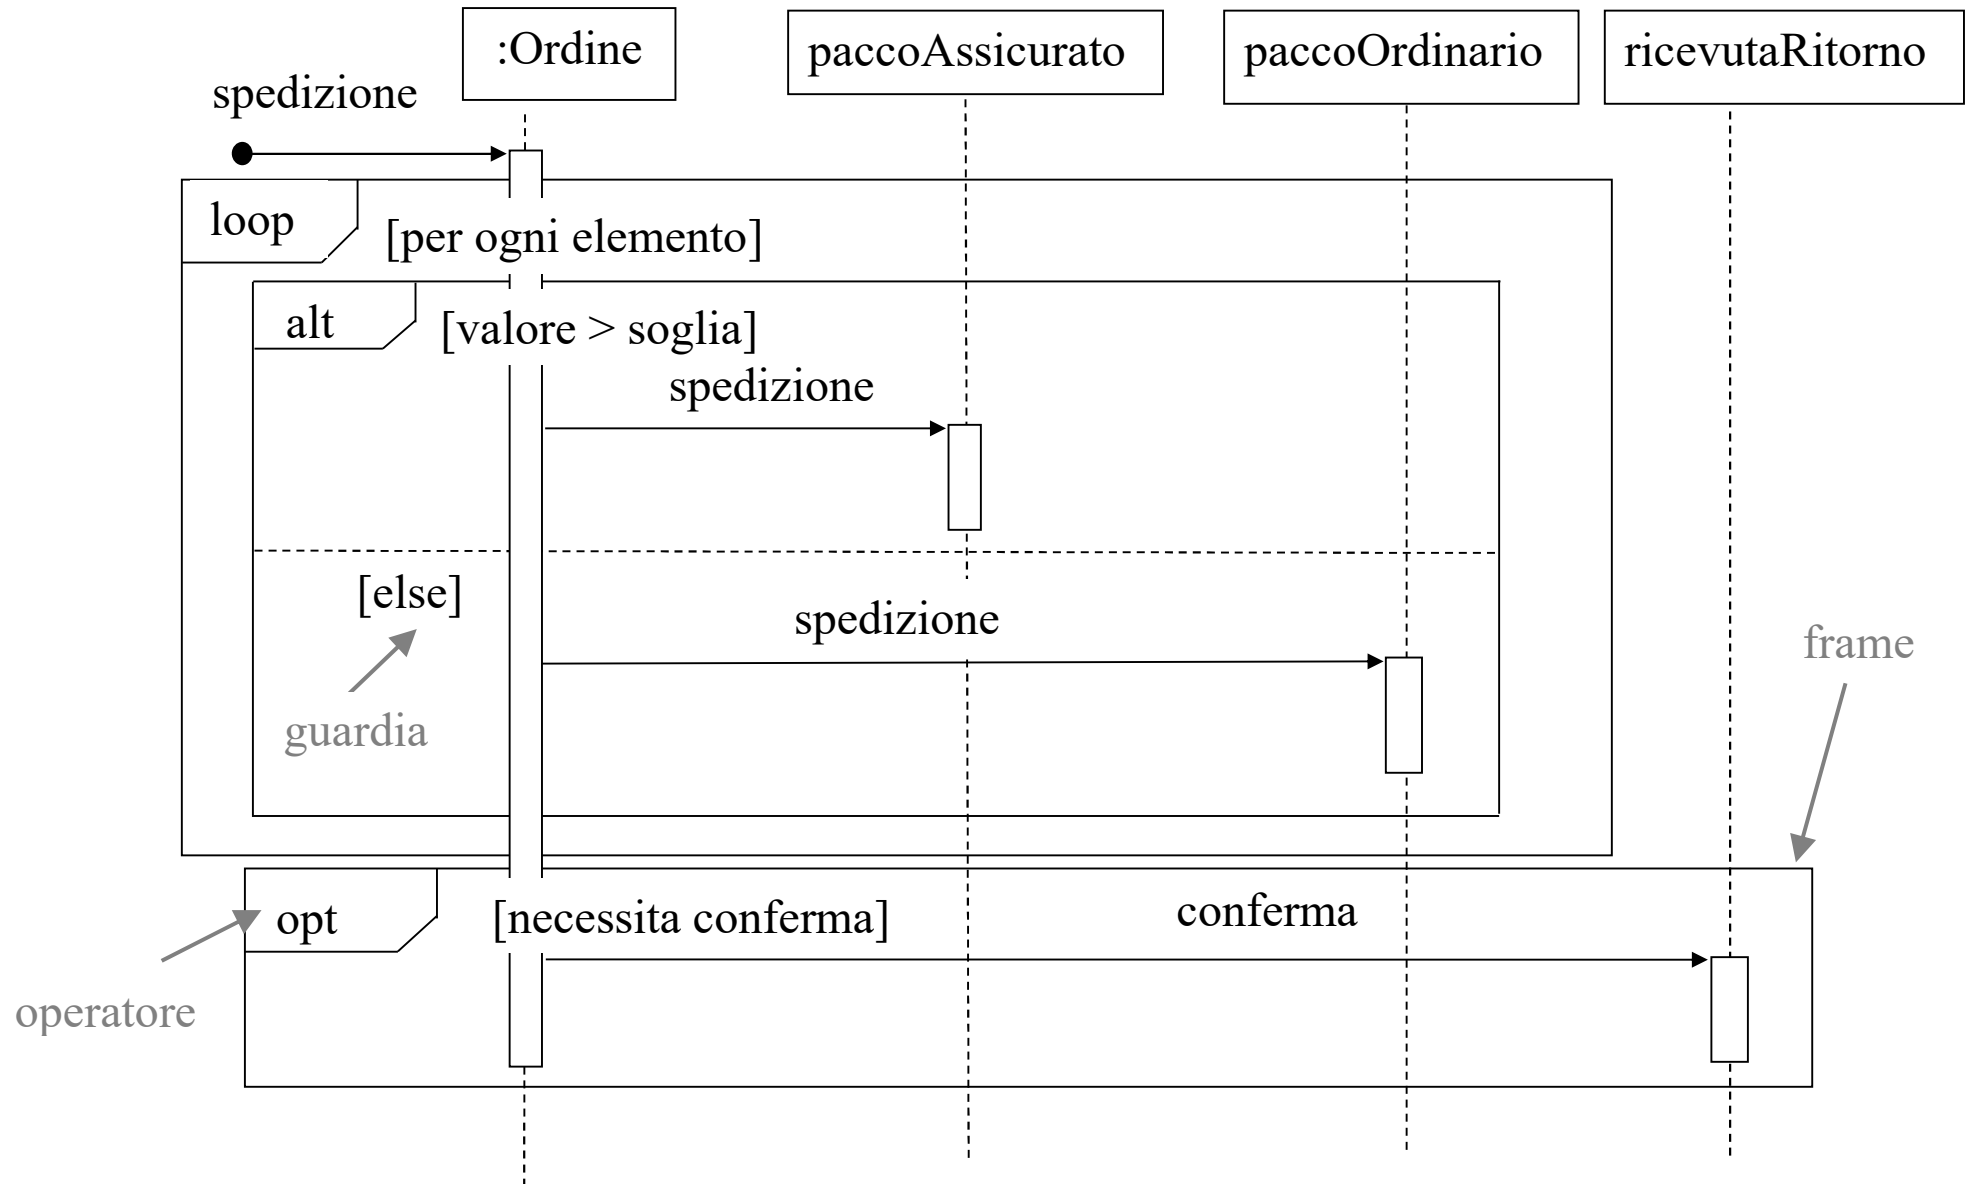 :Ordine
paccoAssicurato
paccoOrdinario
ricevutaRitorno
spedizione
loop
[per ogni elemento]
alt
[valore > soglia]
spedizione
[else]
spedizione
frame
guardia
opt
[necessita conferma]
conferma
operatore